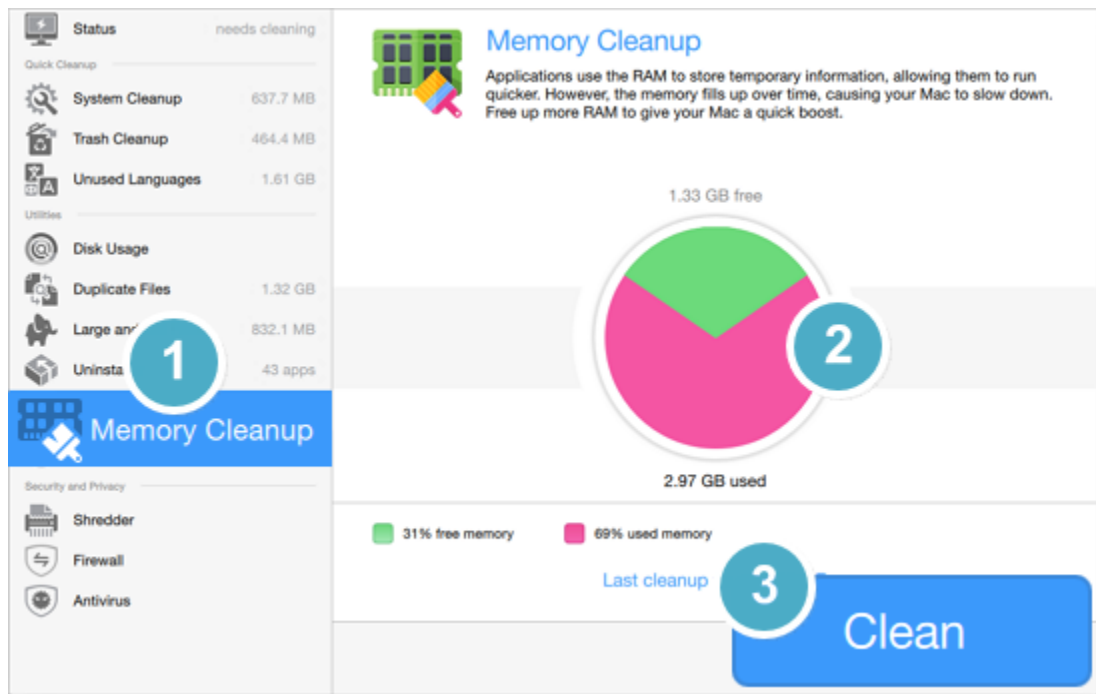 Status needs cleaning
Quick Cleanup
System Cleanup 637.7 MB
Trash Cleanup 464.4 MB
Unused Languages 1.61 GB
Utilities
Disk Usage
Duplicate Files 1.32 GB
Large and 832.1 MB
Uninsta 43 apps
1
Memory Cleanup
Security and Privacy
Shredder
Firewall
Antivirus
Memory Cleanup
Applications use the RAM to store temporary information, allowing them to run
quicker. However, the memory fills up over time, causing your Mac to slow down.
Free up more RAM to give your Mac a quick boost.
1.33 GB free
2
2.97 GB used
31% free memory 69% used memory
Last cleanup
3
Clean